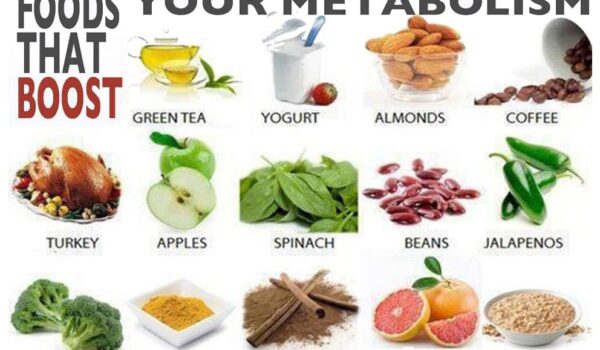 FOODS
THAT
BOOST
YOUR METABOLISM
GREEN TEA
YOGURT
ALMONDS
COFFEE
TURKEY
APPLES
SPINACH
BEANS
JALAPENOS